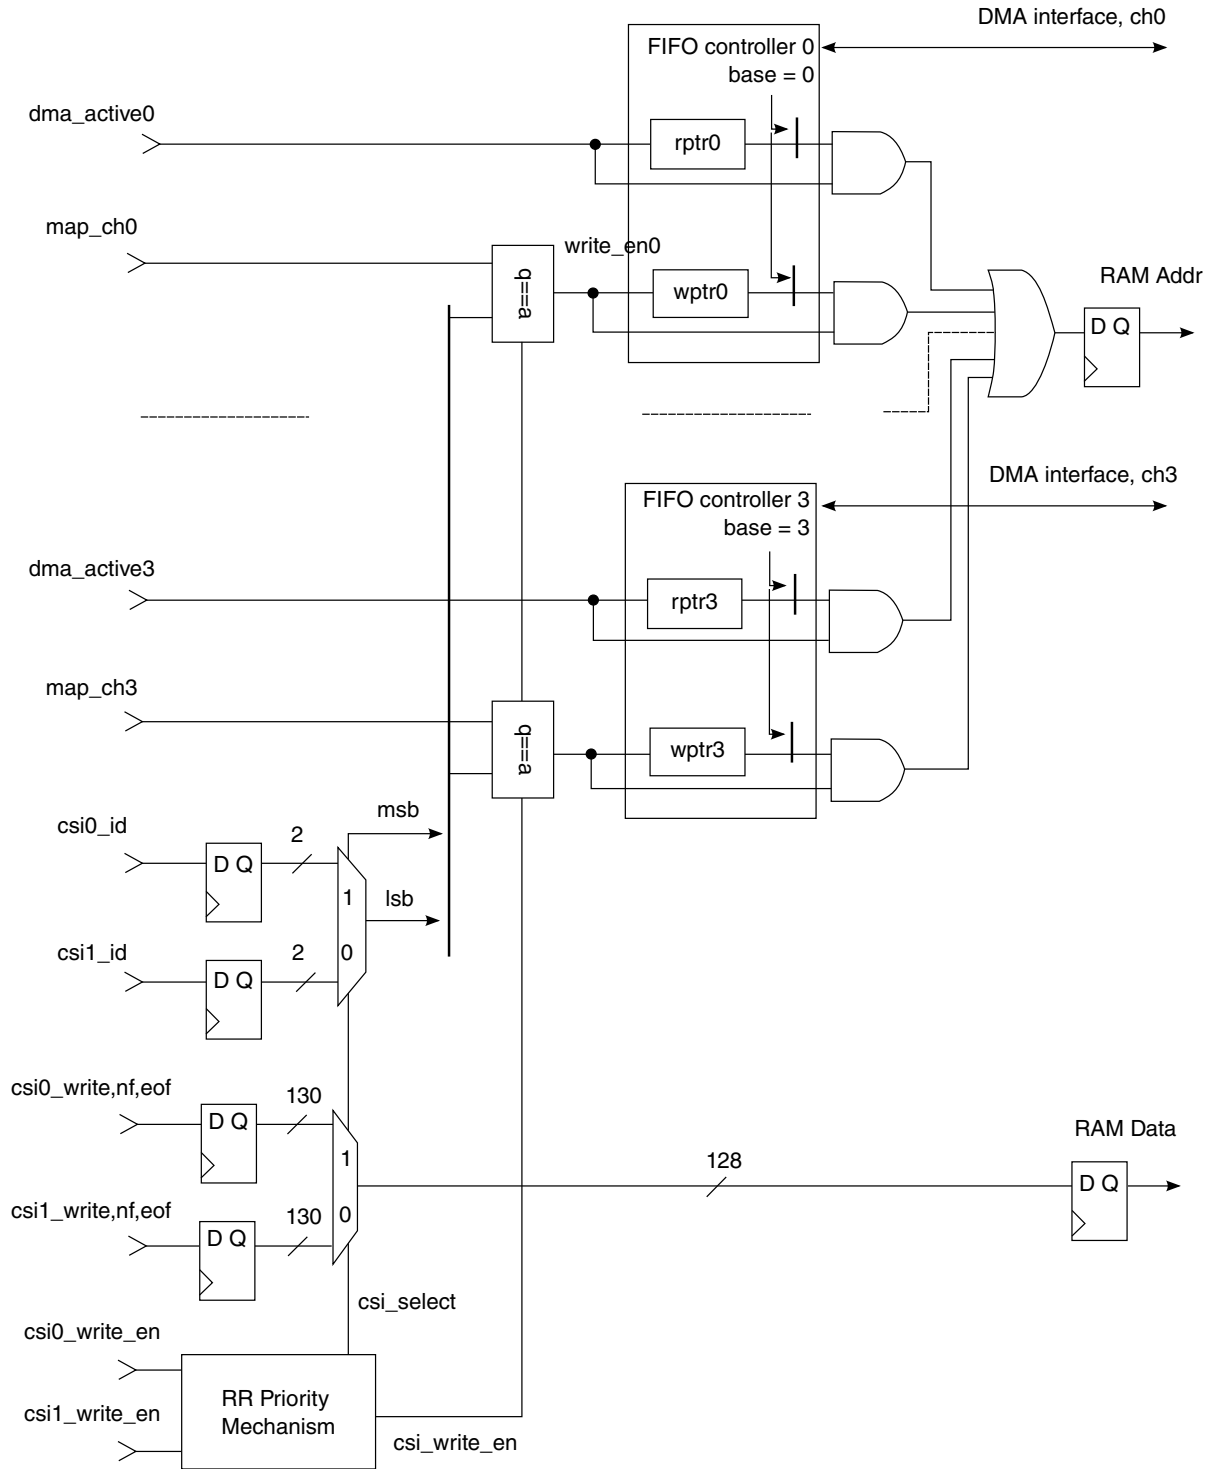 DMA interface, ch0
FIFO controller 0
base = 0
dma_active0
rptr0
map_ch0
write_en0
q==a
wptr0
RAM Addr
D Q
DMA interface, ch3
FIFO controller 3
base = 3
dma_active3
rptr3
map_ch3
q==a
wptr3
msb
csi0_id
D Q
2
1
lsb
csi1_id
D Q
2
0
csi0_write,nf,eof
D Q
130
1
RAM Data
128
D Q
csi1_write,nf,eof
D Q
130
0
csi_select
csi0_write_en
RR Priority
Mechanism
csi1_write_en
csi_write_en